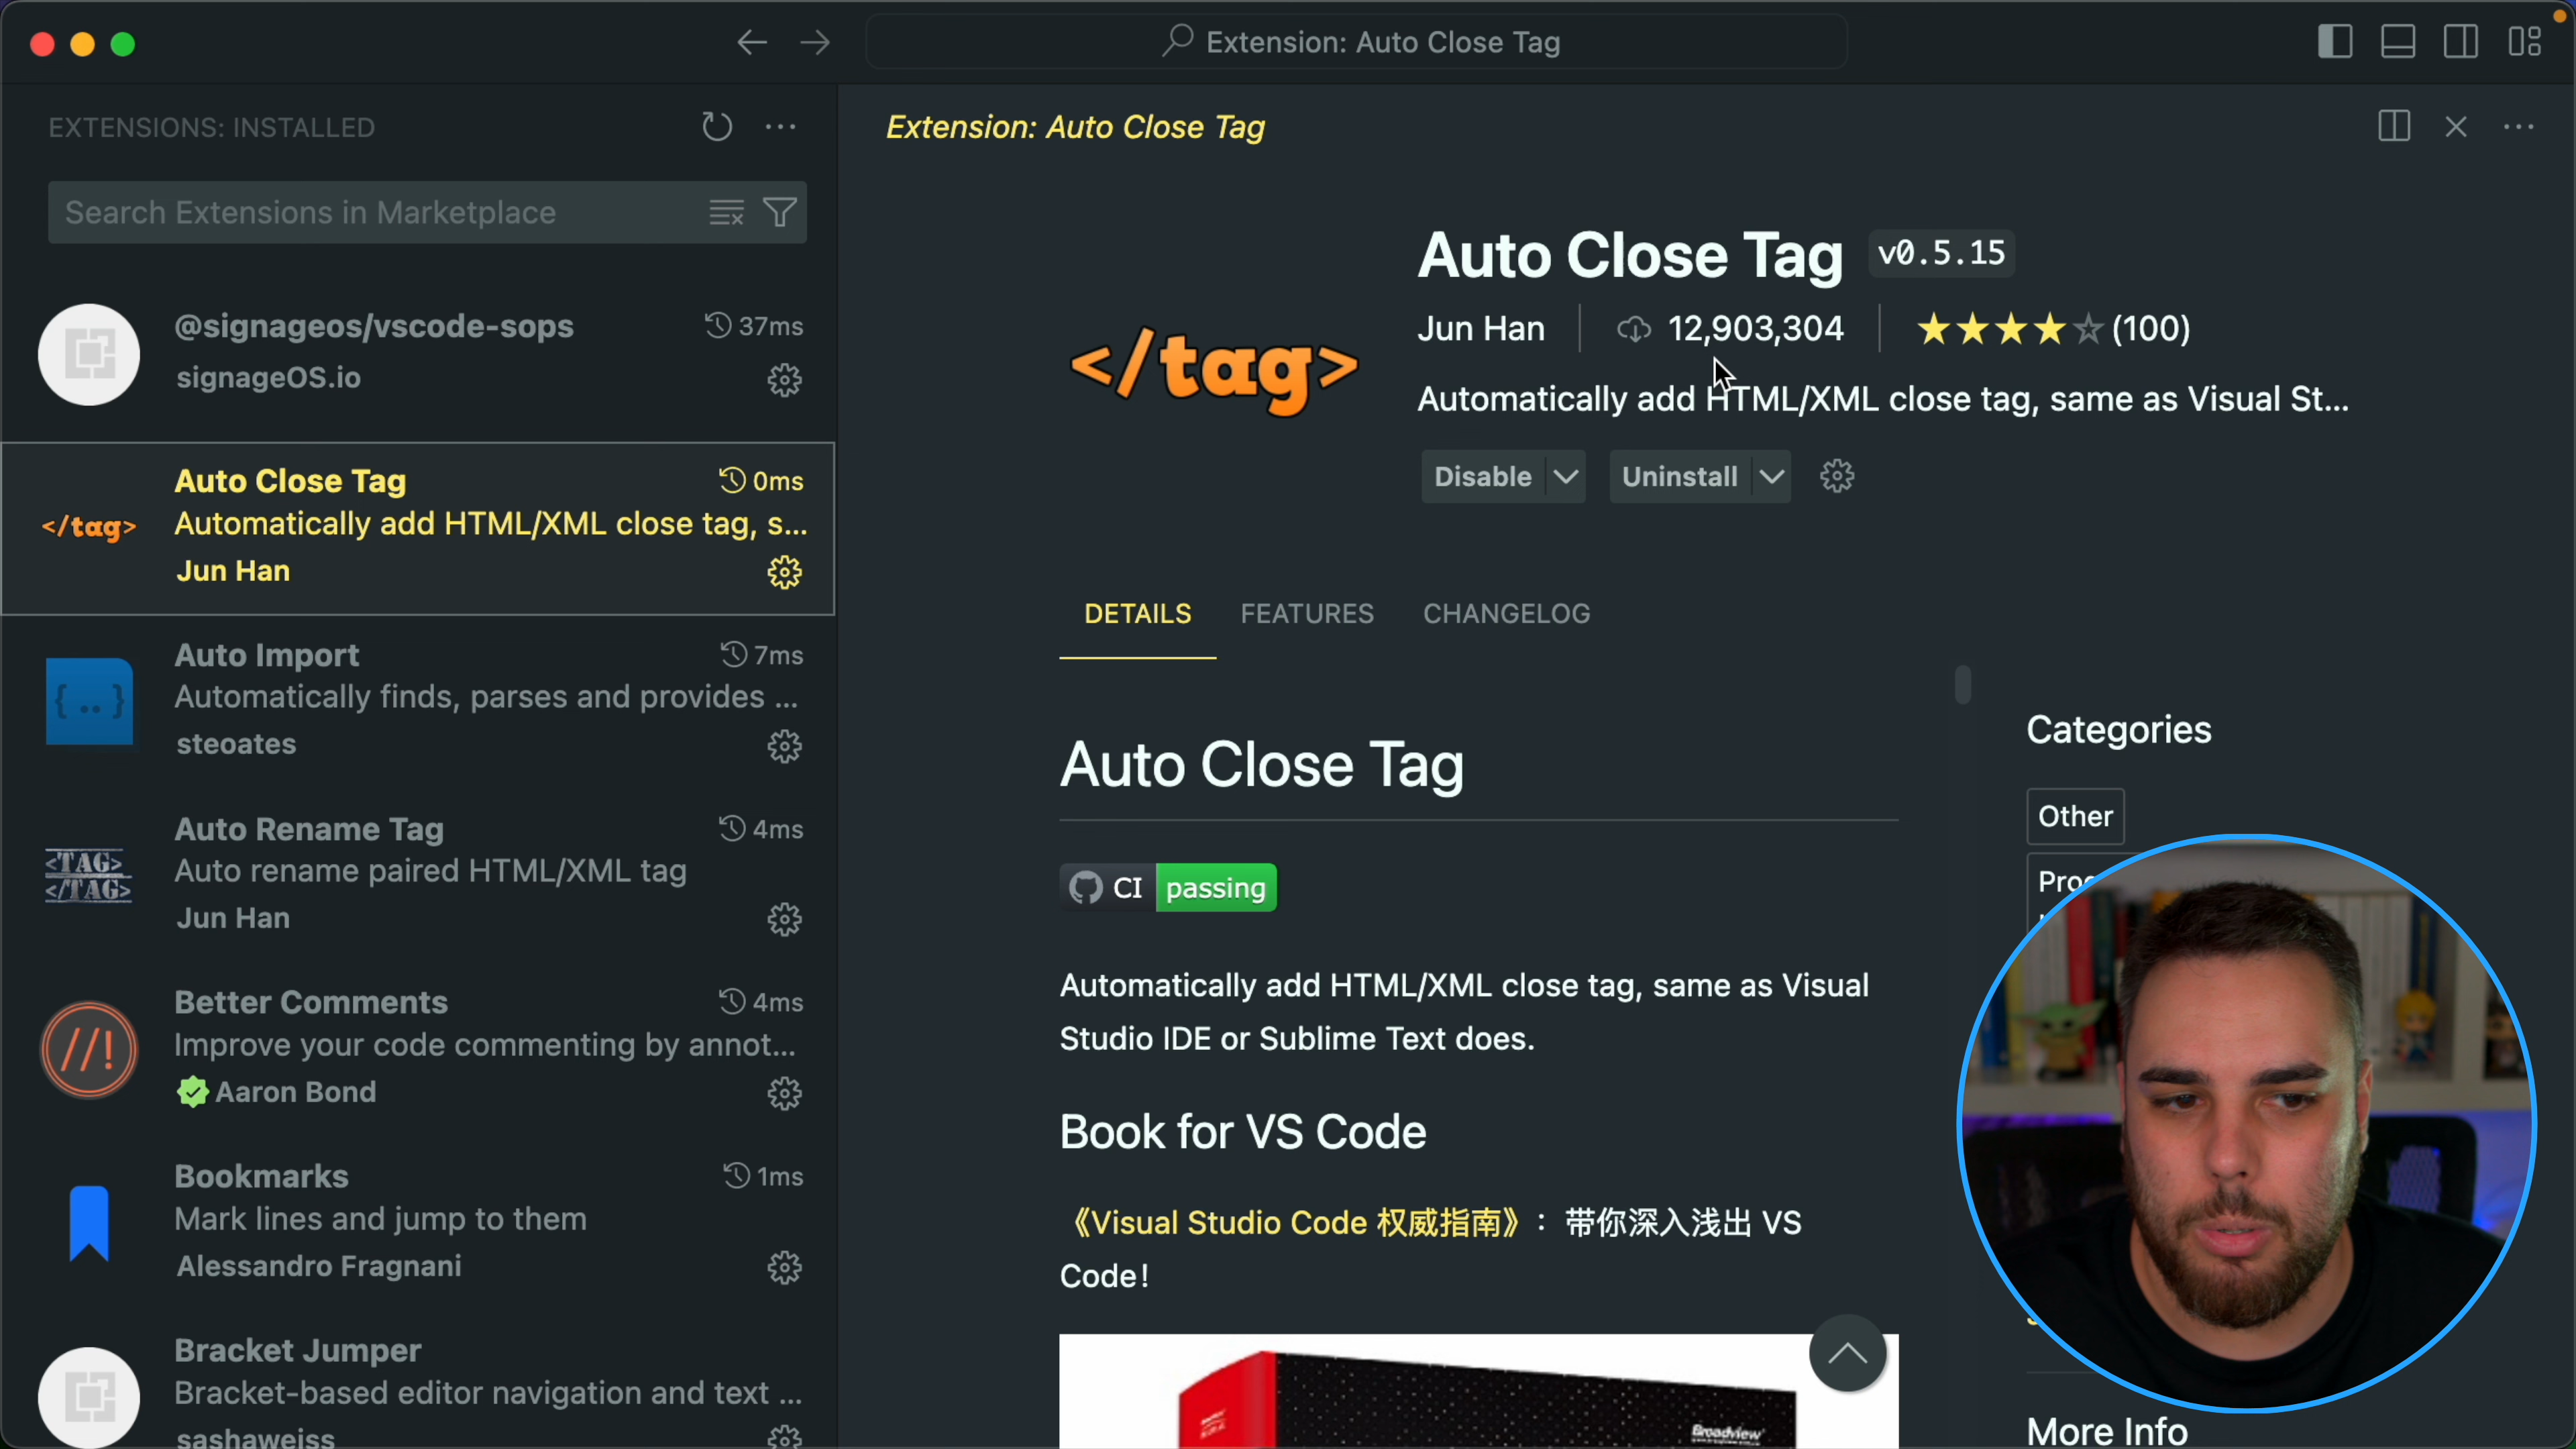 Extension: Auto Close Tag
EXTENSIONS: INSTALLED
Search Extensions in Marketplace
@signageos/vscode-sops
37ms
signageOS.io
</tag>
Auto Close Tag
0ms
Automatically add HTML/XML close tag, s...
Jun Han
{..}
Auto Import
7ms
Automatically finds, parses and provides ...
steoates
<TAG>
</TAG>
Auto Rename Tag
4ms
Auto rename paired HTML/XML tag
Jun Han
//!
Better Comments
4ms
Improve your code commenting by annot...
Aaron Bond
Bookmarks
1ms
Mark lines and jump to them
Alessandro Fragnani
Bracket Jumper
Bracket-based editor navigation and text ...
sashaweiss
Extension: Auto Close Tag
</tag>
Auto Close Tag
v0.5.15
Jun Han
12,903,304
(100)
Automatically add HTML/XML close tag, same as Visual St...
Disable
Uninstall
DETAILS
FEATURES
CHANGELOG
Auto Close Tag
CI passing
Automatically add HTML/XML close tag, same as Visual
Studio IDE or Sublime Text does.
Book for VS Code
《Visual Studio Code 权威指南》：带你深入浅出 VS
Code！
Broadview
Categories
Other
More Info